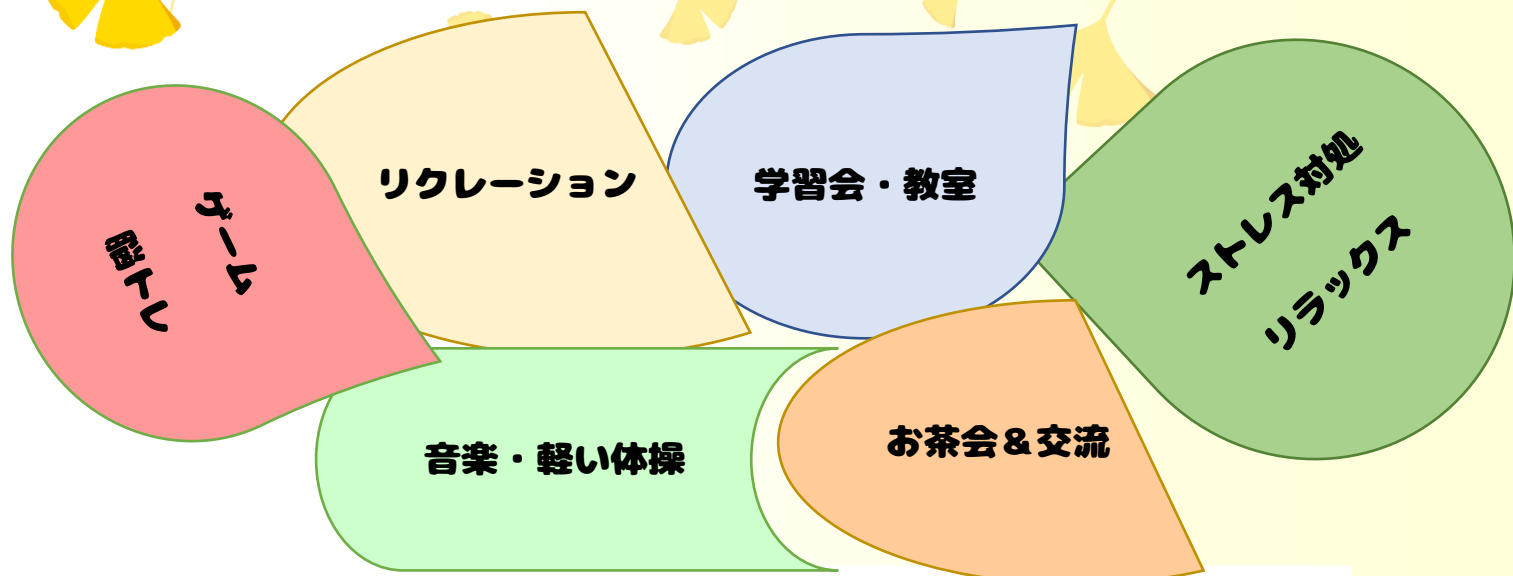 ゲーム
脳トレ
リクレーション
学習会・教室
ストレス対処
リラックス
音楽・軽い体操
お茶会＆交流